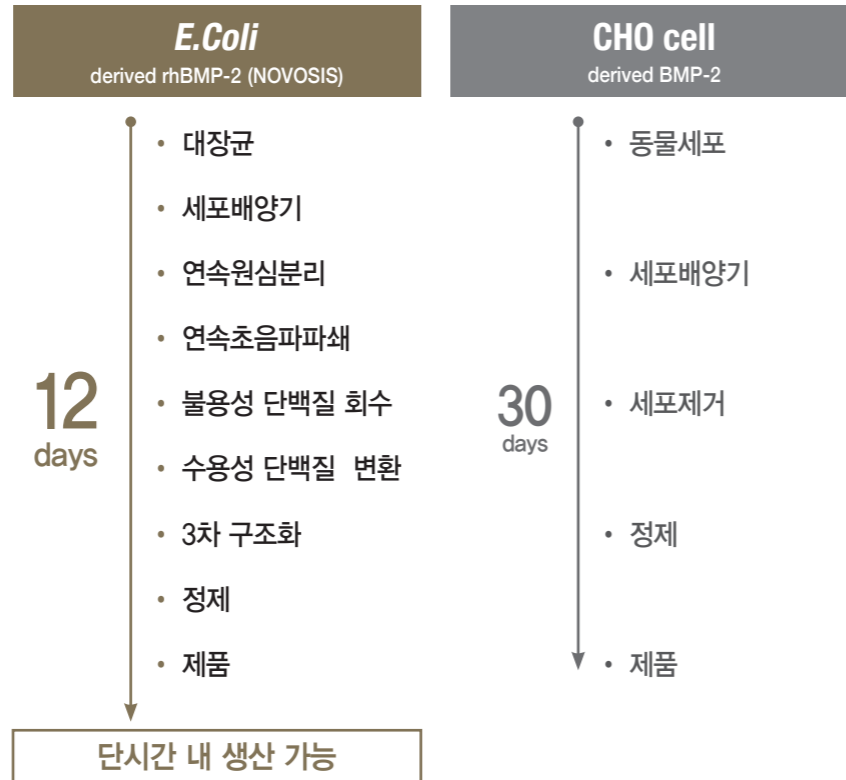 E.Coli
derived rhBMP-2 (NOVOSIS)
12
days
• 대장균
• 세포배양기
• 연속원심분리
• 연속초음파파쇄
• 불용성 단백질 회수
• 수용성 단백질 변환
• 3차 구조화
• 정제
• 제품
단시간 내 생산 가능
CHO cell
derived BMP-2
30
days
• 동물세포
• 세포배양기
• 세포제거
• 정제
• 제품